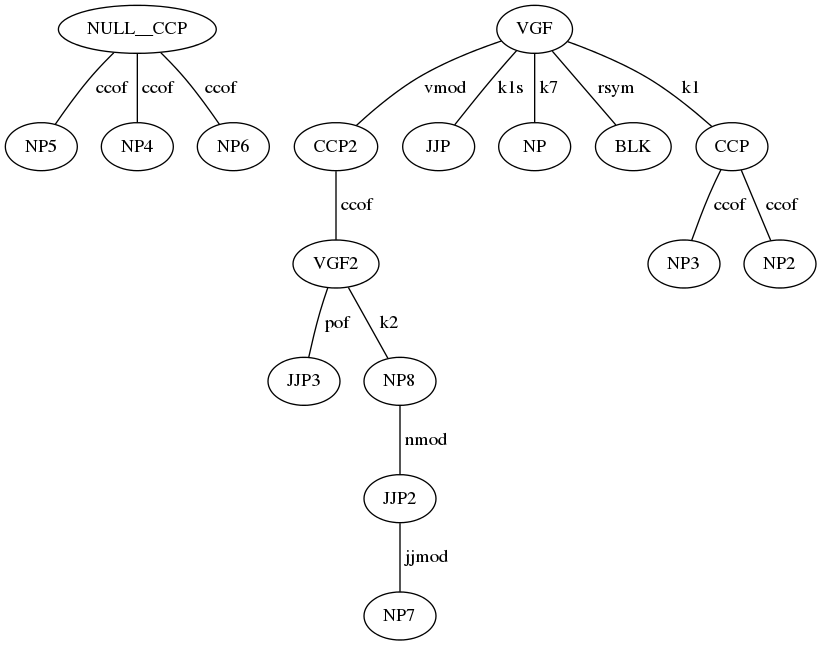 NULL__CCP VGF
ccof ccof ccof vmod k1s k7 rsym k1
NP5 NP4 NP6 CCP2 JJP NP BLK CCP
ccof ccof ccof
VGF2 NP3 NP2
pof k2
JJP3 NP8
nmod
JJP2
jjmod
NP7